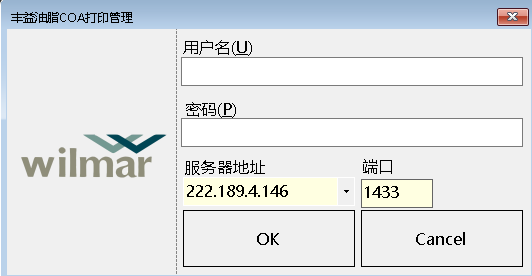 丰益油脂COA打印管理
用户名(U)
密码(P)
wilmar
服务器地址
端口
222.189.4.146
1433
OK
Cancel